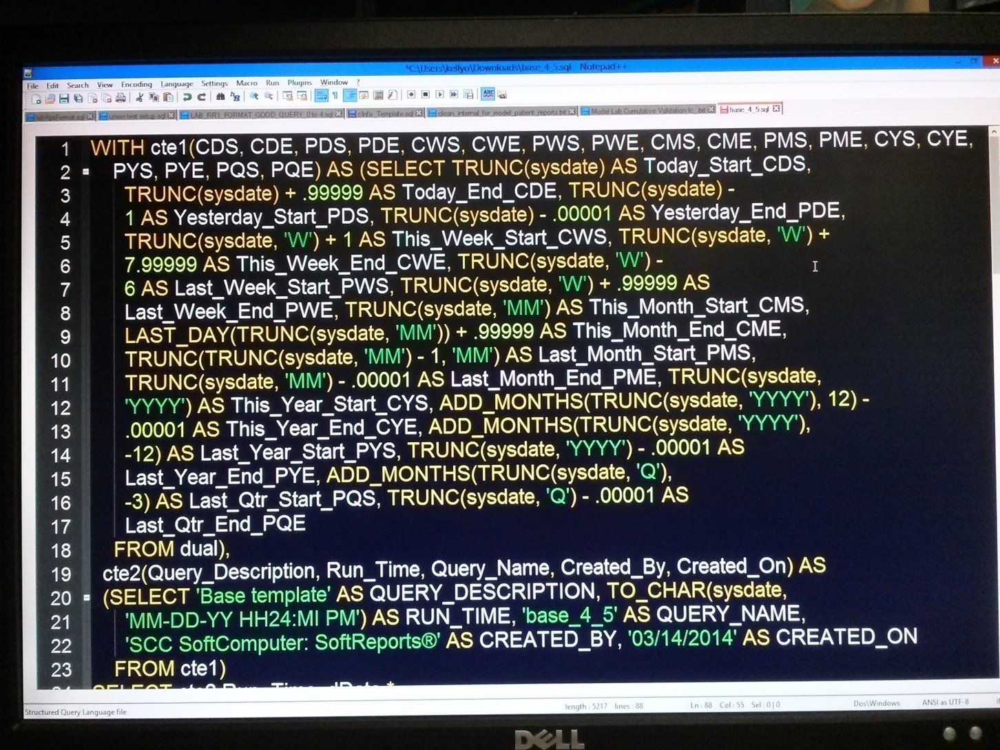 *C:\Users\kellyo\Downloads\base_4_5.sql - Notepad++
File Edit Search View Encoding Language Settings Macro Run Plugins Window ?
union test setup.sql LAB_RR1_FORMAT_GOOD_QUERY_0 to 4.sql cInfo_Template.sql clean_internal_for_model_patient_reports.txt Model Lab Cumulative Validation base_4_5.sql
1 WITH cte1(CDS, CDE, PDS, PDE, CWS, CWE, PWS, PWE, CMS, CME, PMS, PME, CYS, CYE,
2 PYS, PYE, PQS, PQE) AS (SELECT TRUNC(sysdate) AS Today_Start_CDS,
3 TRUNC(sysdate) + .99999 AS Today_End_CDE, TRUNC(sysdate) -
4 1 AS Yesterday_Start_PDS, TRUNC(sysdate) - .00001 AS Yesterday_End_PDE,
5 TRUNC(sysdate, 'W') + 1 AS This_Week_Start_CWS, TRUNC(sysdate, 'W') +
6 7.99999 AS This_Week_End_CWE, TRUNC(sysdate, 'W') -
7 6 AS Last_Week_Start_PWS, TRUNC(sysdate, 'W') + .99999 AS
8 Last_Week_End_PWE, TRUNC(sysdate, 'MM') AS This_Month_Start_CMS,
9 LAST_DAY(TRUNC(sysdate, 'MM')) + .99999 AS This_Month_End_CME,
10 TRUNC(TRUNC(sysdate, 'MM') - 1, 'MM') AS Last_Month_Start_PMS,
11 TRUNC(sysdate, 'MM') - .00001 AS Last_Month_End_PME, TRUNC(sysdate,
12 'YYYY') AS This_Year_Start_CYS, ADD_MONTHS(TRUNC(sysdate, 'YYYY'), 12) -
13 .00001 AS This_Year_End_CYE, ADD_MONTHS(TRUNC(sysdate, 'YYYY'),
14 -12) AS Last_Year_Start_PYS, TRUNC(sysdate, 'YYYY') - .00001 AS
15 Last_Year_End_PYE, ADD_MONTHS(TRUNC(sysdate, 'Q'),
16 -3) AS Last_Qtr_Start_PQS, TRUNC(sysdate, 'Q') - .00001 AS
17 Last_Qtr_End_PQE
18 FROM dual),
19 cte2(Query_Description, Run_Time, Query_Name, Created_By, Created_On) AS
20 (SELECT 'Base template' AS QUERY_DESCRIPTION, TO_CHAR(sysdate,
21 'MM-DD-YY HH24:MI PM') AS RUN_TIME, 'base_4_5' AS QUERY_NAME,
22 'SCC SoftComputer: SoftReports®' AS CREATED_BY, '03/14/2014' AS CREATED_ON
23 FROM cte1)
Structured Query Language file length : 5217 lines : 88 Ln : 88 Col : 55 Sel : 0 | 0 Dos\Windows ANSI as UTF-8
DELL